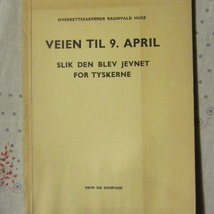 OVERRETTSSAKFØRER RAGNVALD HUSE
VEIEN TIL 9. APRIL
SLIK DEN BLEV JEVNET
FOR TYSKERNE
HEIM OG SAMFUND